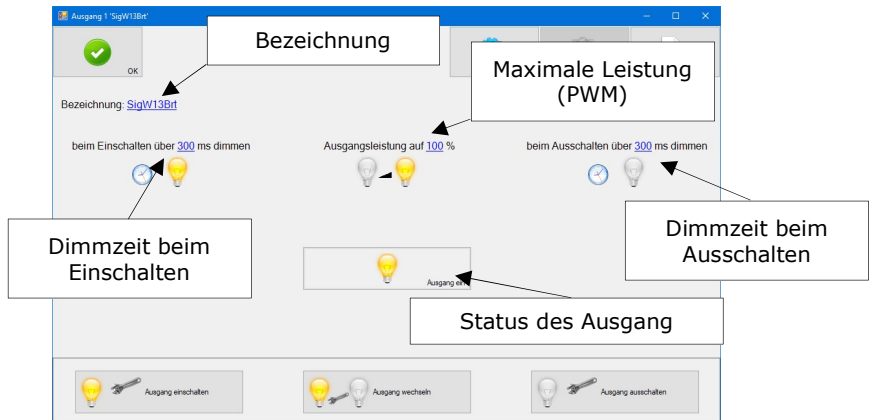 Ausgang 1 'SigW13Brt'
OK
Bezeichnung
Maximale Leistung
(PWM)
Bezeichnung: SigW13Brt
beim Einschalten über 300 ms dimmen
Ausgangsleistung auf 100 %
beim Ausschalten über 300 ms dimmen
Dimmzeit beim
Einschalten
Dimmzeit beim
Ausschalten
Ausgang ein
Status des Ausgang
Ausgang einschalten
Ausgang wechseln
Ausgang ausschalten